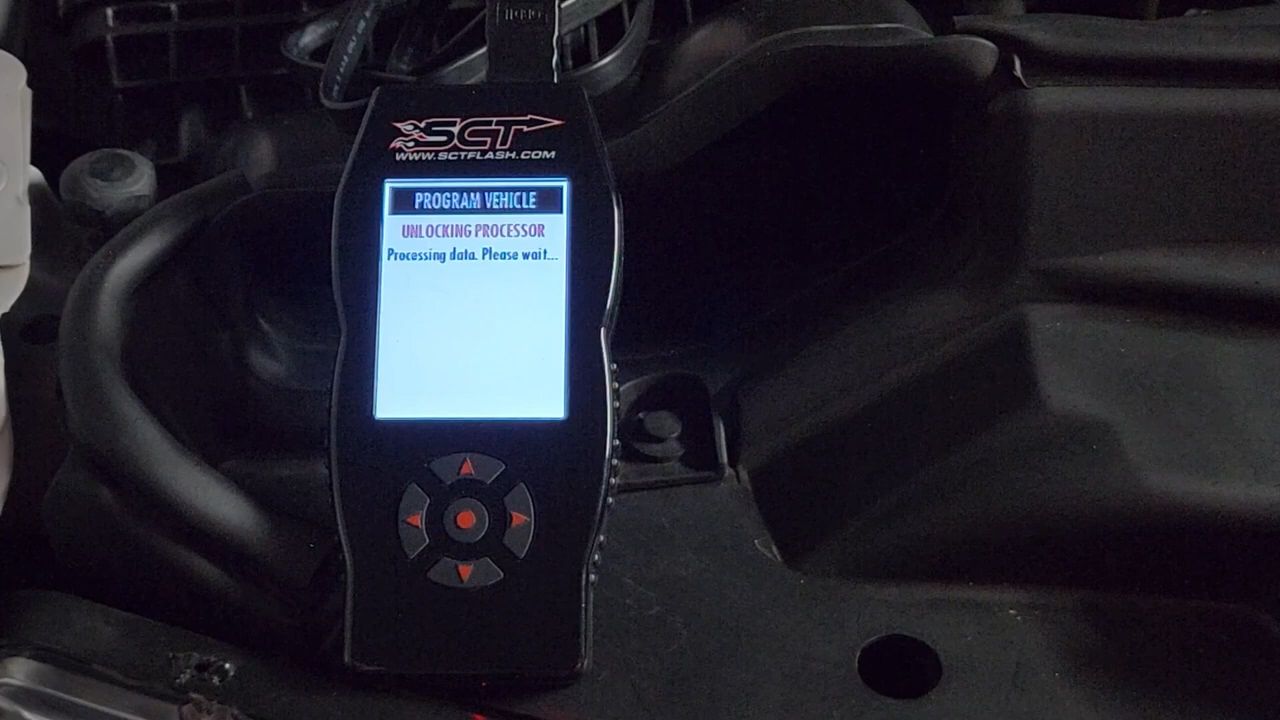 SCT
WWW.SCTFLASH.COM
PROGRAM VEHICLE
UNLOCKING PROCESSOR
Processing data. Please wait...